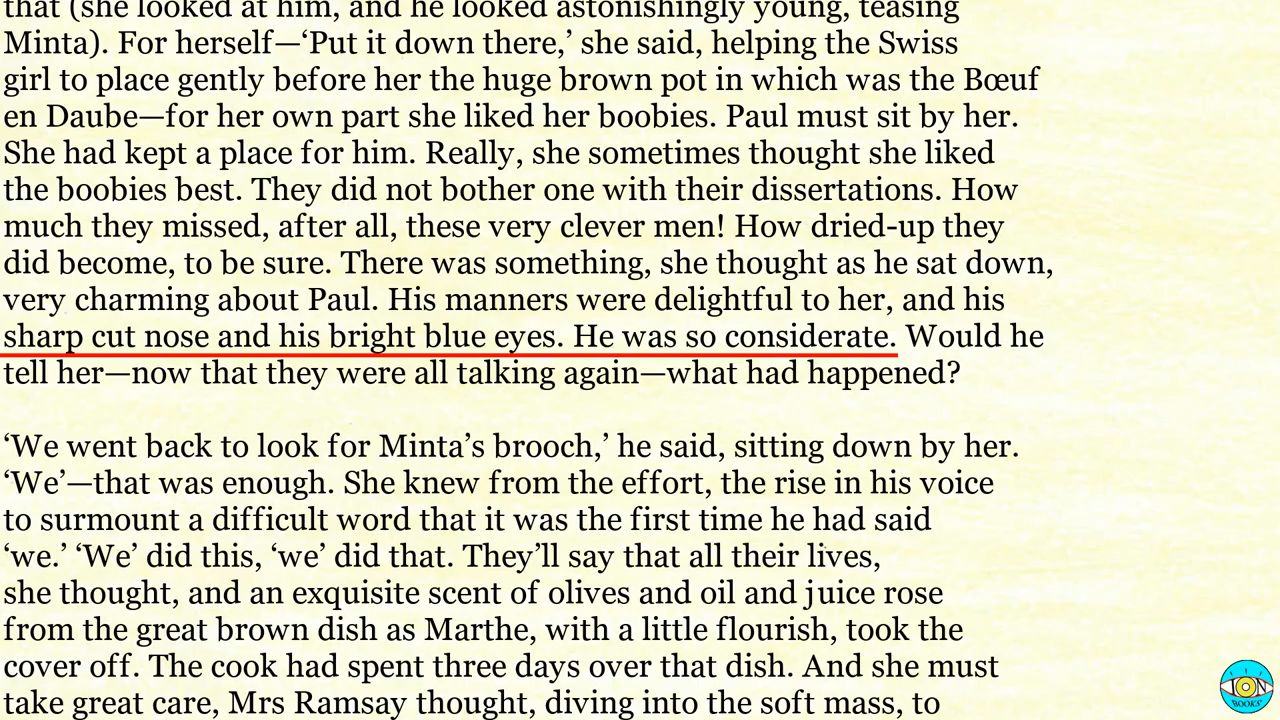 that (she looked at him, and he looked astonishingly young, teasing
Minta). For herself—‘Put it down there,’ she said, helping the Swiss
girl to place gently before her the huge brown pot in which was the Bœuf
en Daube—for her own part she liked her boobies. Paul must sit by her.
She had kept a place for him. Really, she sometimes thought she liked
the boobies best. They did not bother one with their dissertations. How
much they missed, after all, these very clever men! How dried-up they
did become, to be sure. There was something, she thought as he sat down,
very charming about Paul. His manners were delightful to her, and his
sharp cut nose and his bright blue eyes. He was so considerate. Would he
tell her—now that they were all talking again—what had happened?
‘We went back to look for Minta’s brooch,’ he said, sitting down by her.
‘We’—that was enough. She knew from the effort, the rise in his voice
to surmount a difficult word that it was the first time he had said
‘we.’ ‘We’ did this, ‘we’ did that. They’ll say that all their lives,
she thought, and an exquisite scent of olives and oil and juice rose
from the great brown dish as Marthe, with a little flourish, took the
cover off. The cook had spent three days over that dish. And she must
take great care, Mrs Ramsay thought, diving into the soft mass, to
ION
BOOKS